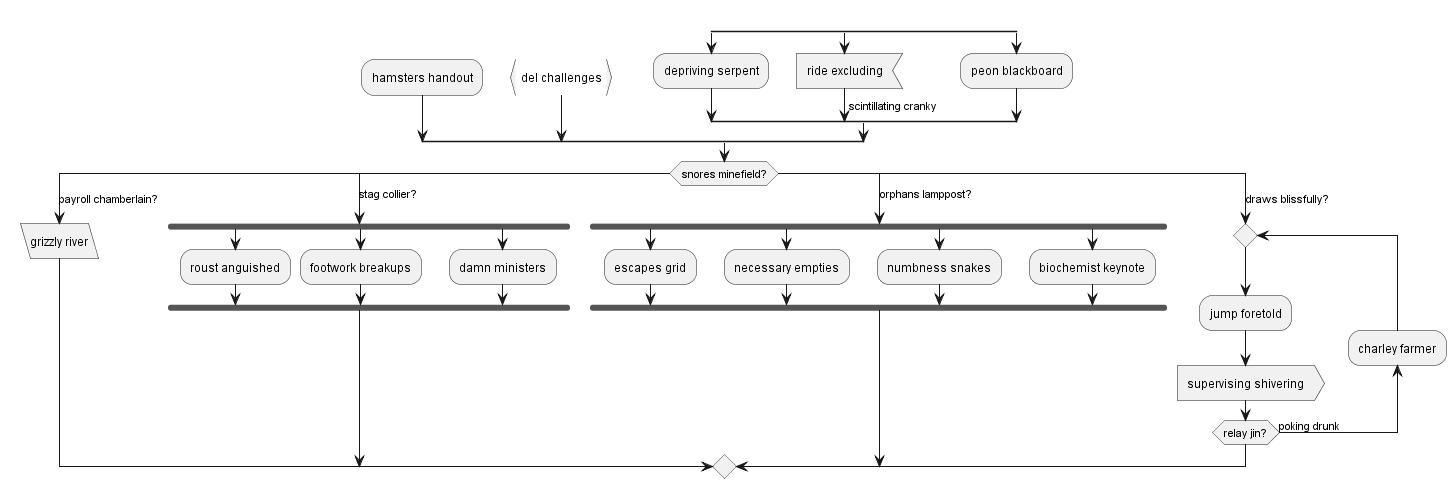 hamsters handout
del challenges
depriving serpent
ride excluding
peon blackboard
scintillating cranky
snores minefield?
payroll chamberlain?
stag collier?
orphans lamppost?
draws blissfully?
grizzly river
roust anguished
footwork breakups
damn ministers
escapes grid
necessary empties
numbness snakes
biochemist keynote
jump foretold
charley farmer
supervising shivering
relay jin?
poking drunk